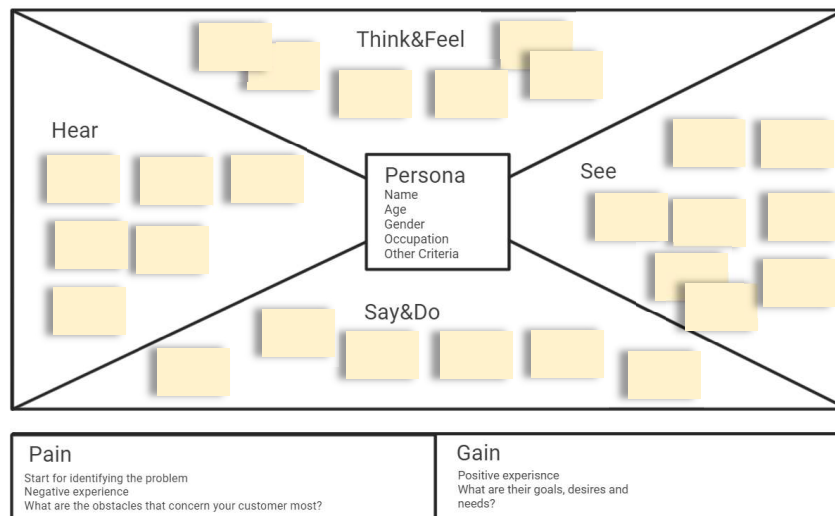 Think&Feel
Hear
Persona
Name
Age
Gender
Occupation
Other Criteria
See
Say&Do
Pain
Start for identifying the problem
Negative experience
What are the obstacles that concern your customer most?
Gain
Positive experisnce
What are their goals, desires and
needs?